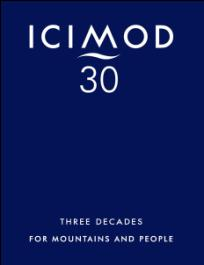 ICIMOD
30
THREE DECADES
FOR MOUNTAINS AND PEOPLE